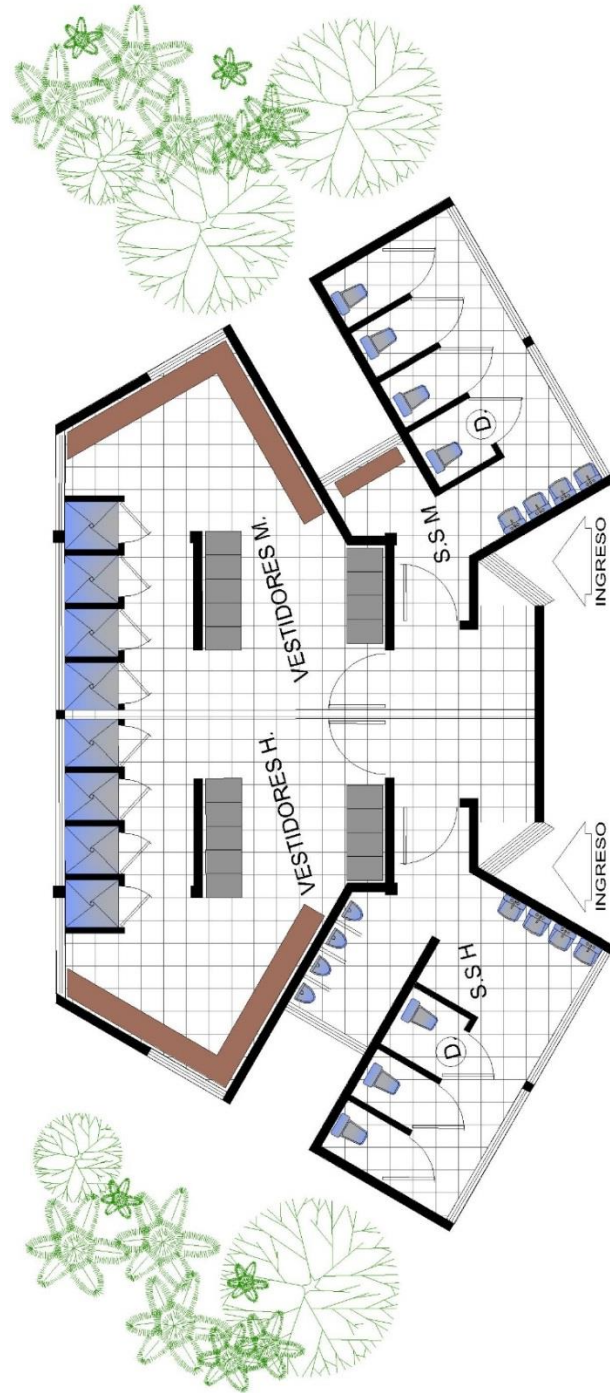 VESTIDORES H.
VESTIDORES M.
S.S H
S.S M
D.
D.
INGRESO
INGRESO